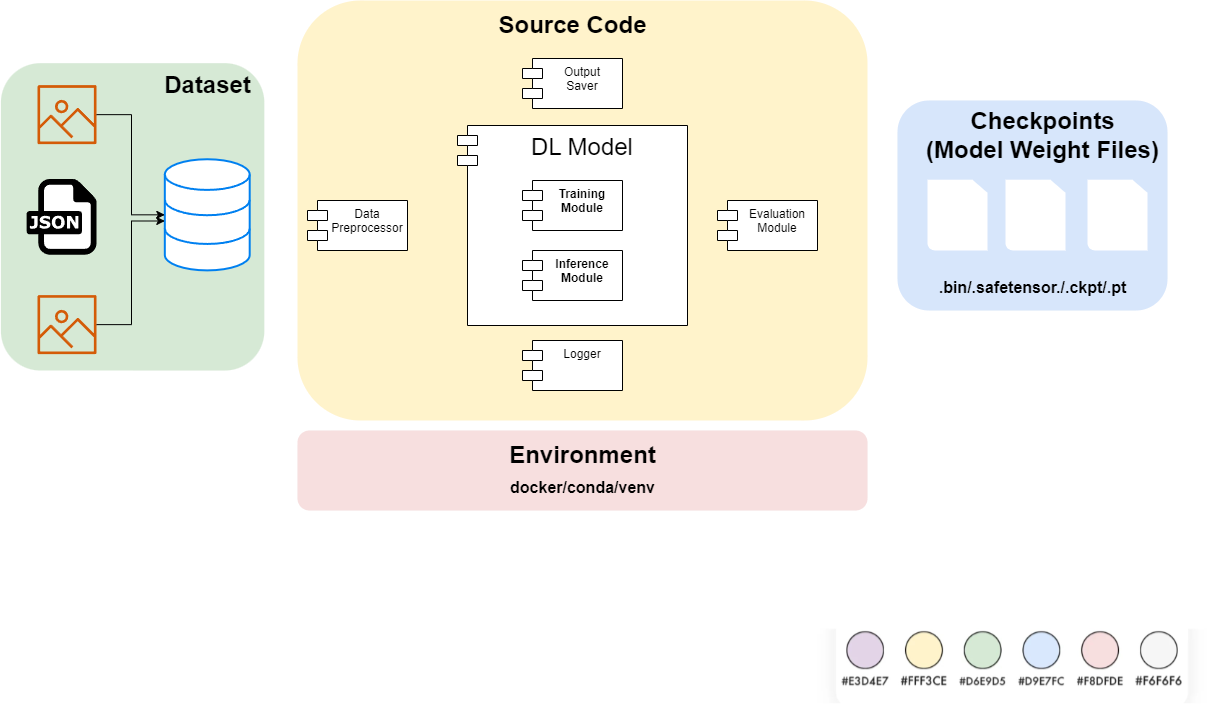 Source Code
Dataset
JSON
Output
Saver
DL Model
Training
Module
Inference
Module
Data
Preprocessor
Evaluation
Module
Logger
Checkpoints
(Model Weight Files)
.bin/.safetensor./.ckpt/.pt
Environment
docker/conda/venv
#E3D4E7 #FFF3CE #D6E9D5 #D9E7FC #F8DFDE #F6F6F6